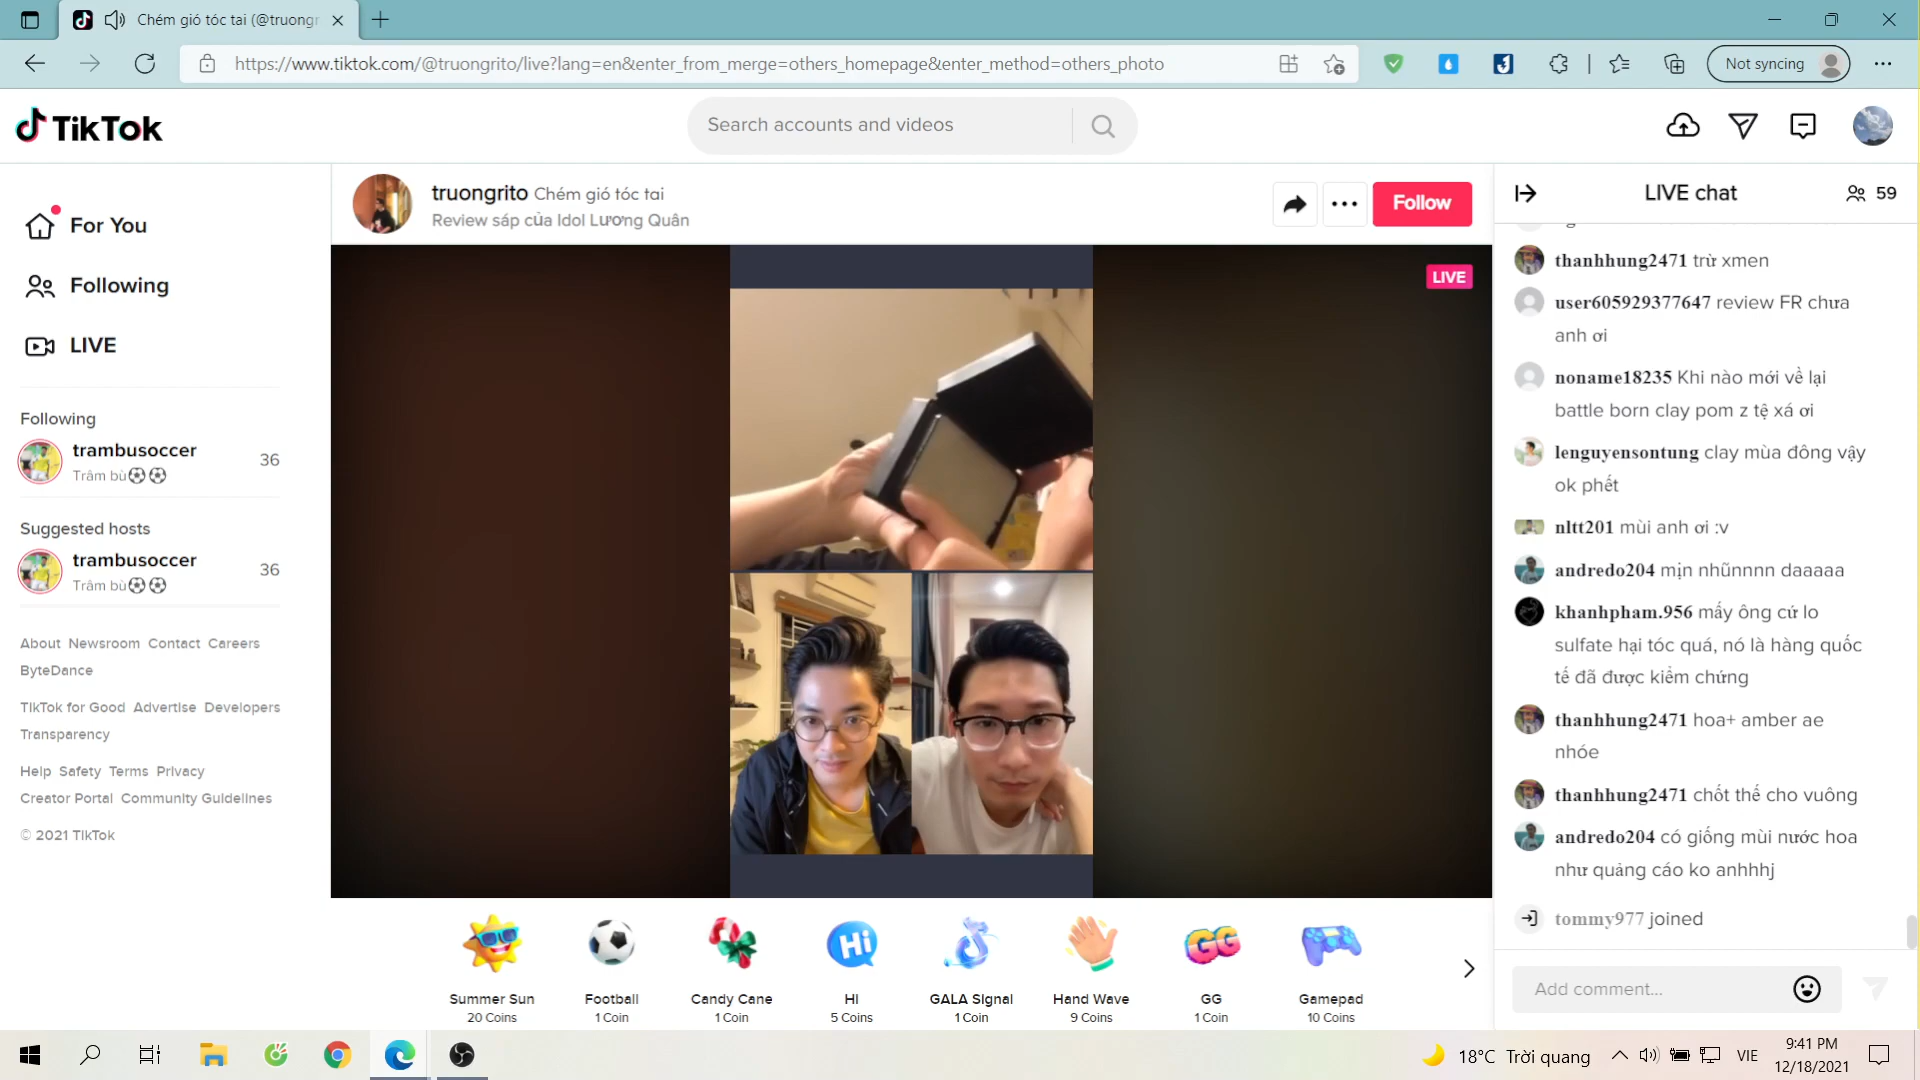 Chém gió tóc tai (@truongr
https://www.tiktok.com/@truongrito/live?lang=en&enter_from_merge=others_homepage&enter_method=others_photo
Not syncing
TikTok
Search accounts and videos
For You
Following
LIVE
Following
trambusoccer
Trâm bù⚽⚽
36
Suggested hosts
trambusoccer
Trâm bù⚽⚽
36
About Newsroom Contact Careers
ByteDance
TikTok for Good Advertise Developers
Transparency
Help Safety Terms Privacy
Creator Portal Community Guidelines
© 2021 TikTok
truongrito Chém gió tóc tai
Review sáp của Idol Lương Quân
Follow
LIVE
Summer Sun
20 Coins
Football
1 Coin
Candy Cane
1 Coin
Hi
HI
5 Coins
GALA Signal
1 Coin
Hand Wave
9 Coins
GG
GG
1 Coin
Gamepad
10 Coins
LIVE chat
59
thanhhung2471 trừ xmen
user605929377647 review FR chưa
anh ơi
noname18235 Khi nào mới về lại
battle born clay pom z tệ xá ơi
lenguyensontung clay mùa đông vậy
ok phết
nltt201 mùi anh ơi :v
andredo204 mịn nhũnnnn daaaaa
khanhpham.956 mấy ông cứ lo
sulfate hại tóc quá, nó là hàng quốc
tế đã được kiểm chứng
thanhhung2471 hoa+ amber ae
nhóe
thanhhung2471 chốt thế cho vuông
andredo204 có giống mùi nước hoa
như quảng cáo ko anhhhj
tommy977 joined
Add comment...
18°C Trời quang
VIE
9:41 PM
12/18/2021